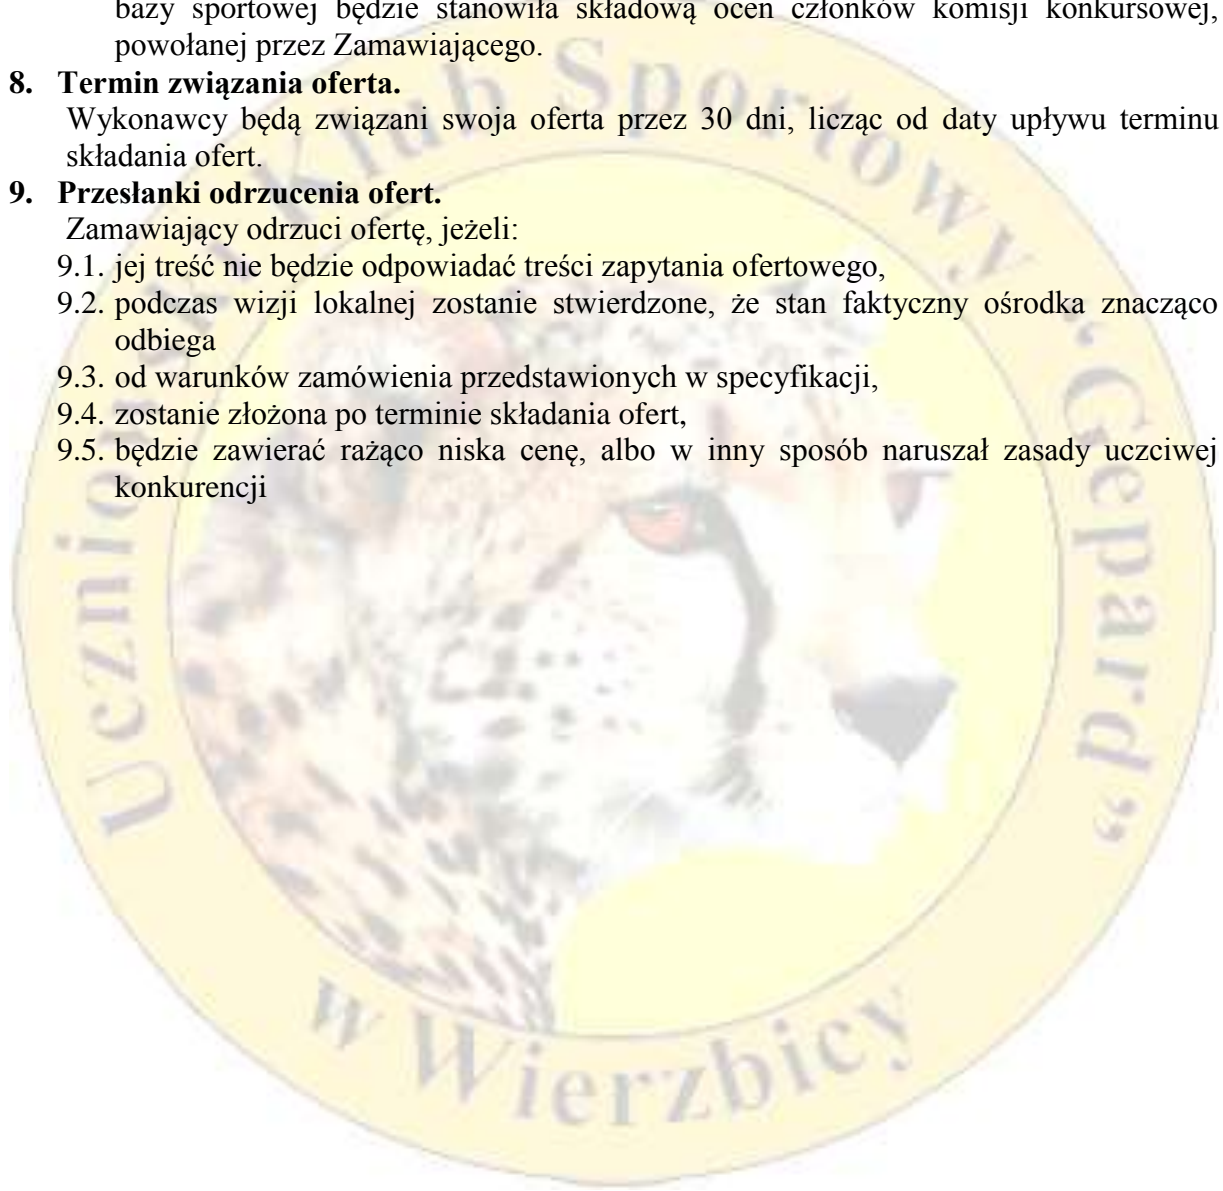 bazy sportowej będzie stanowiła składową ocen członków komisji konkursowej,
powołanej przez Zamawiającego.
8. Termin związania oferta.
Wykonawcy będą związani swoja oferta przez 30 dni, licząc od daty upływu terminu
składania ofert.
9. Przesłanki odrzucenia ofert.
Zamawiający odrzuci ofertę, jeżeli:
9.1. jej treść nie będzie odpowiadać treści zapytania ofertowego,
9.2. podczas wizji lokalnej zostanie stwierdzone, że stan faktyczny ośrodka znacząco
odbiega
9.3. od warunków zamówienia przedstawionych w specyfikacji,
9.4. zostanie złożona po terminie składania ofert,
9.5. będzie zawierać rażąco niska cenę, albo w inny sposób naruszał zasady uczciwej
konkurencji
Klub Sportowy “Gepard”
w Wierzbicy